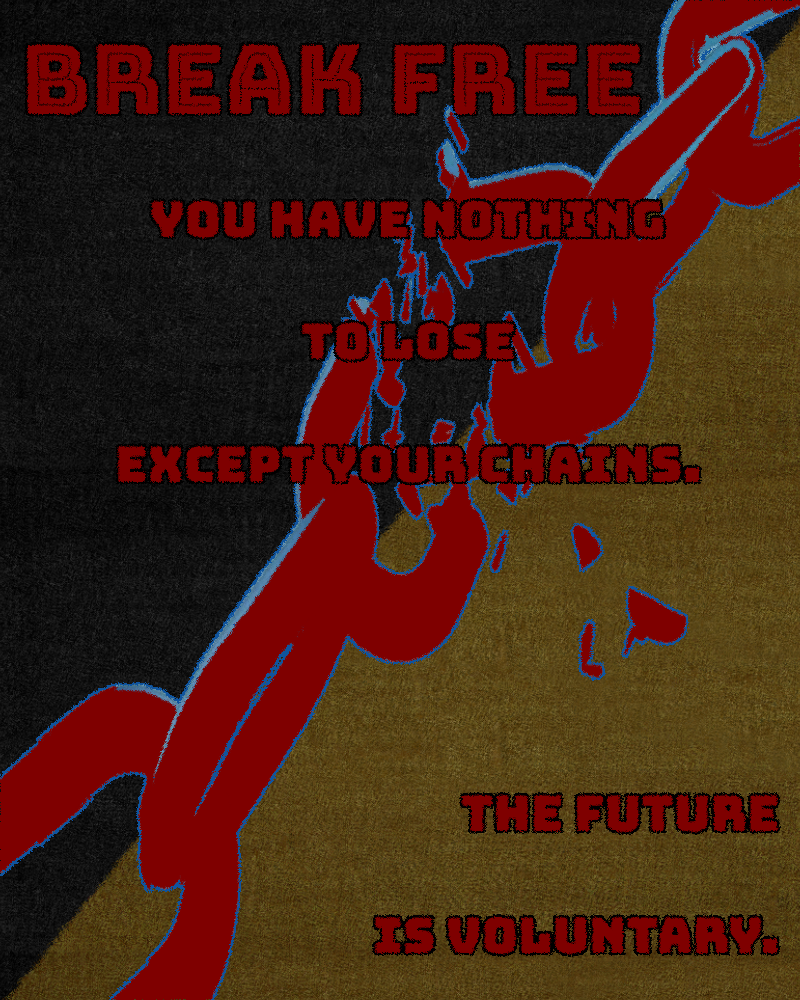 BREAK FREE
YOU HAVE NOTHING
TO LOSE
EXCEPT YOUR CHAINS.
THE FUTURE
IS VOLUNTARY.